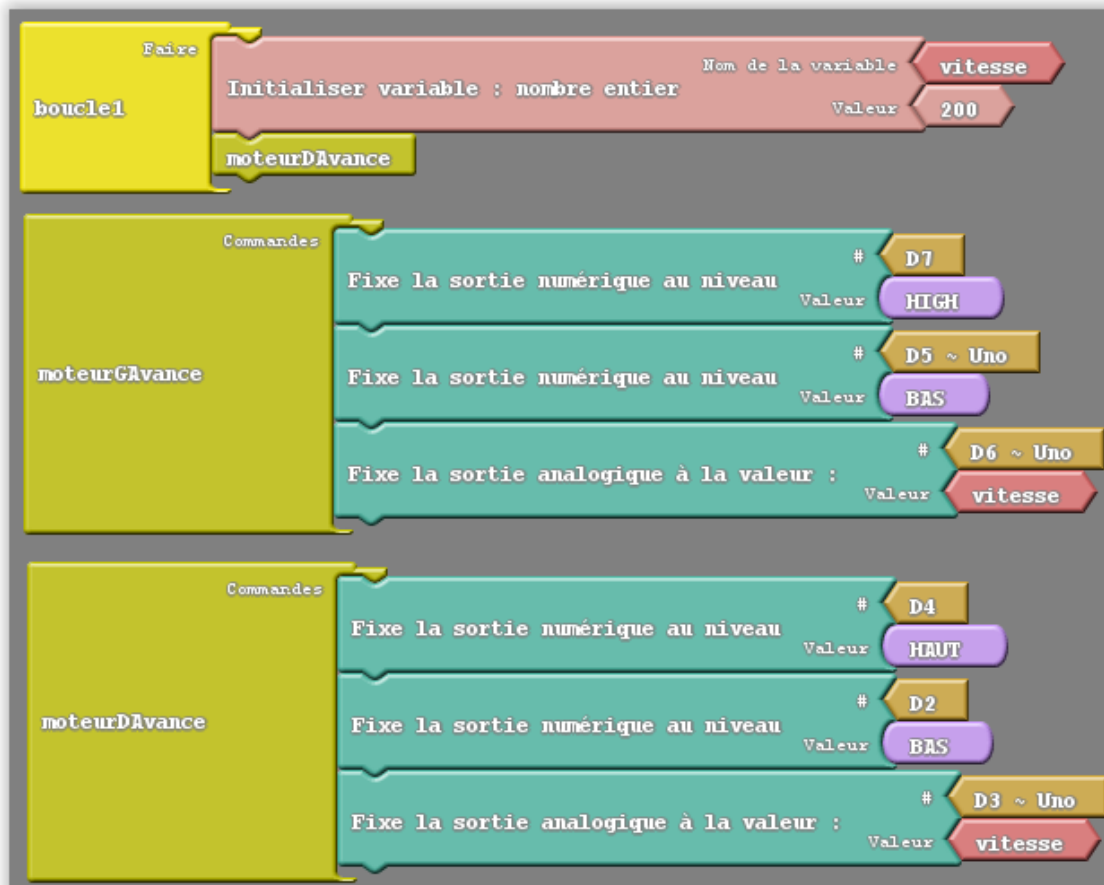 Faire
Nom de la variable vitesse
Initialiser variable : nombre entier
boucle1
Valeur 200
moteurDAvance
Commandes
# D7
Fixe la sortie numérique au niveau
Valeur HIGH
# D5 ~ Uno
moteurGAvance
Fixe la sortie numérique au niveau
Valeur BAS
# D6 ~ Uno
Fixe la sortie analogique à la valeur :
Valeur vitesse
Commandes
# D4
Fixe la sortie numérique au niveau
Valeur HAUT
# D2
moteurDAvance
Fixe la sortie numérique au niveau
Valeur BAS
# D3 ~ Uno
Fixe la sortie analogique à la valeur :
Valeur vitesse